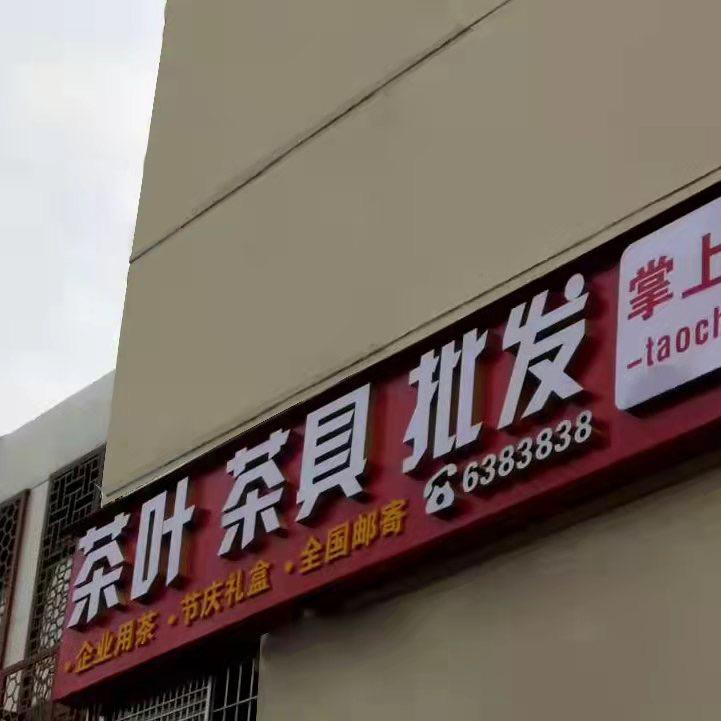 茶叶 茶具 批发
☎6383838
·企业用茶 ·节庆礼盒 ·全国邮寄
掌上
-taoch